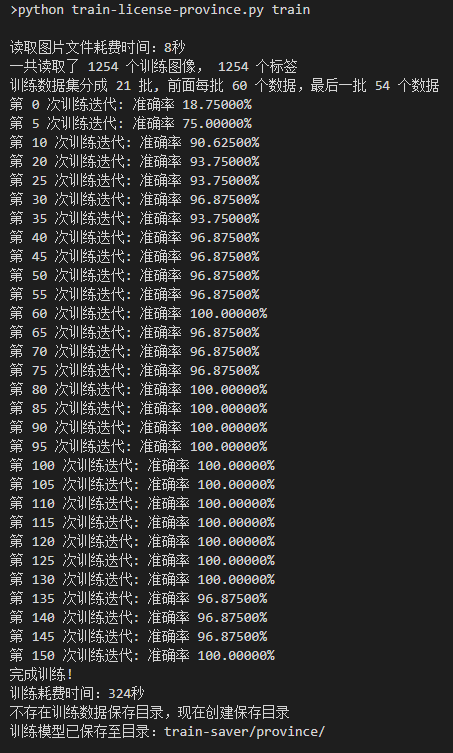 >python train-license-province.py train
读取图片文件耗费时间：8秒
一共读取了 1254 个训练图像， 1254 个标签
训练数据集分成 21 批, 前面每批 60 个数据，最后一批 54 个数据
第 0 次训练迭代: 准确率 18.75000%
第 5 次训练迭代: 准确率 75.00000%
第 10 次训练迭代: 准确率 90.62500%
第 20 次训练迭代: 准确率 93.75000%
第 25 次训练迭代: 准确率 93.75000%
第 30 次训练迭代: 准确率 96.87500%
第 35 次训练迭代: 准确率 93.75000%
第 40 次训练迭代: 准确率 96.87500%
第 45 次训练迭代: 准确率 96.87500%
第 50 次训练迭代: 准确率 96.87500%
第 55 次训练迭代: 准确率 96.87500%
第 60 次训练迭代: 准确率 100.00000%
第 65 次训练迭代: 准确率 96.87500%
第 70 次训练迭代: 准确率 96.87500%
第 75 次训练迭代: 准确率 96.87500%
第 80 次训练迭代: 准确率 100.00000%
第 85 次训练迭代: 准确率 100.00000%
第 90 次训练迭代: 准确率 100.00000%
第 95 次训练迭代: 准确率 100.00000%
第 100 次训练迭代: 准确率 100.00000%
第 105 次训练迭代: 准确率 100.00000%
第 110 次训练迭代: 准确率 100.00000%
第 115 次训练迭代: 准确率 100.00000%
第 120 次训练迭代: 准确率 100.00000%
第 125 次训练迭代: 准确率 100.00000%
第 130 次训练迭代: 准确率 100.00000%
第 135 次训练迭代: 准确率 96.87500%
第 140 次训练迭代: 准确率 96.87500%
第 145 次训练迭代: 准确率 96.87500%
第 150 次训练迭代: 准确率 100.00000%
完成训练!
训练耗费时间：324秒
不存在训练数据保存目录，现在创建保存目录
训练模型已保存至目录：train-saver/province/